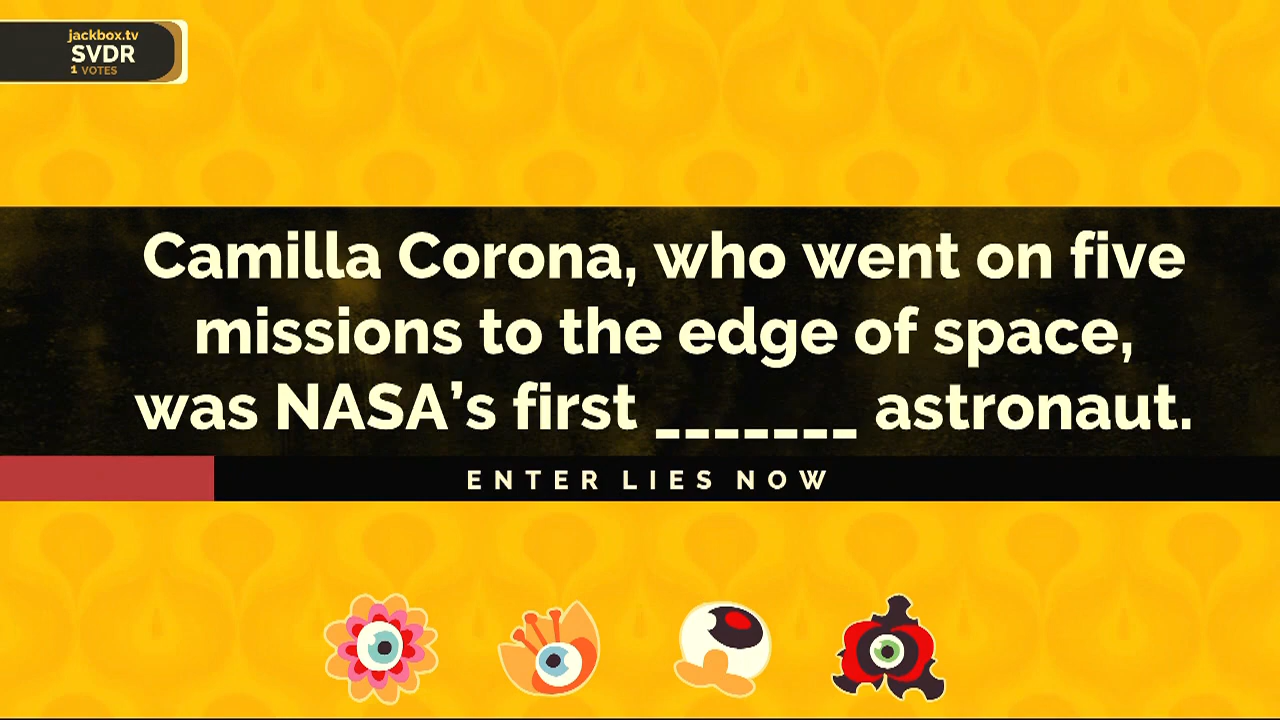 jackbox.tv
SVDR
1 VOTES
Camilla Corona, who went on five
missions to the edge of space,
was NASA’s first _______ astronaut.
ENTER LIES NOW